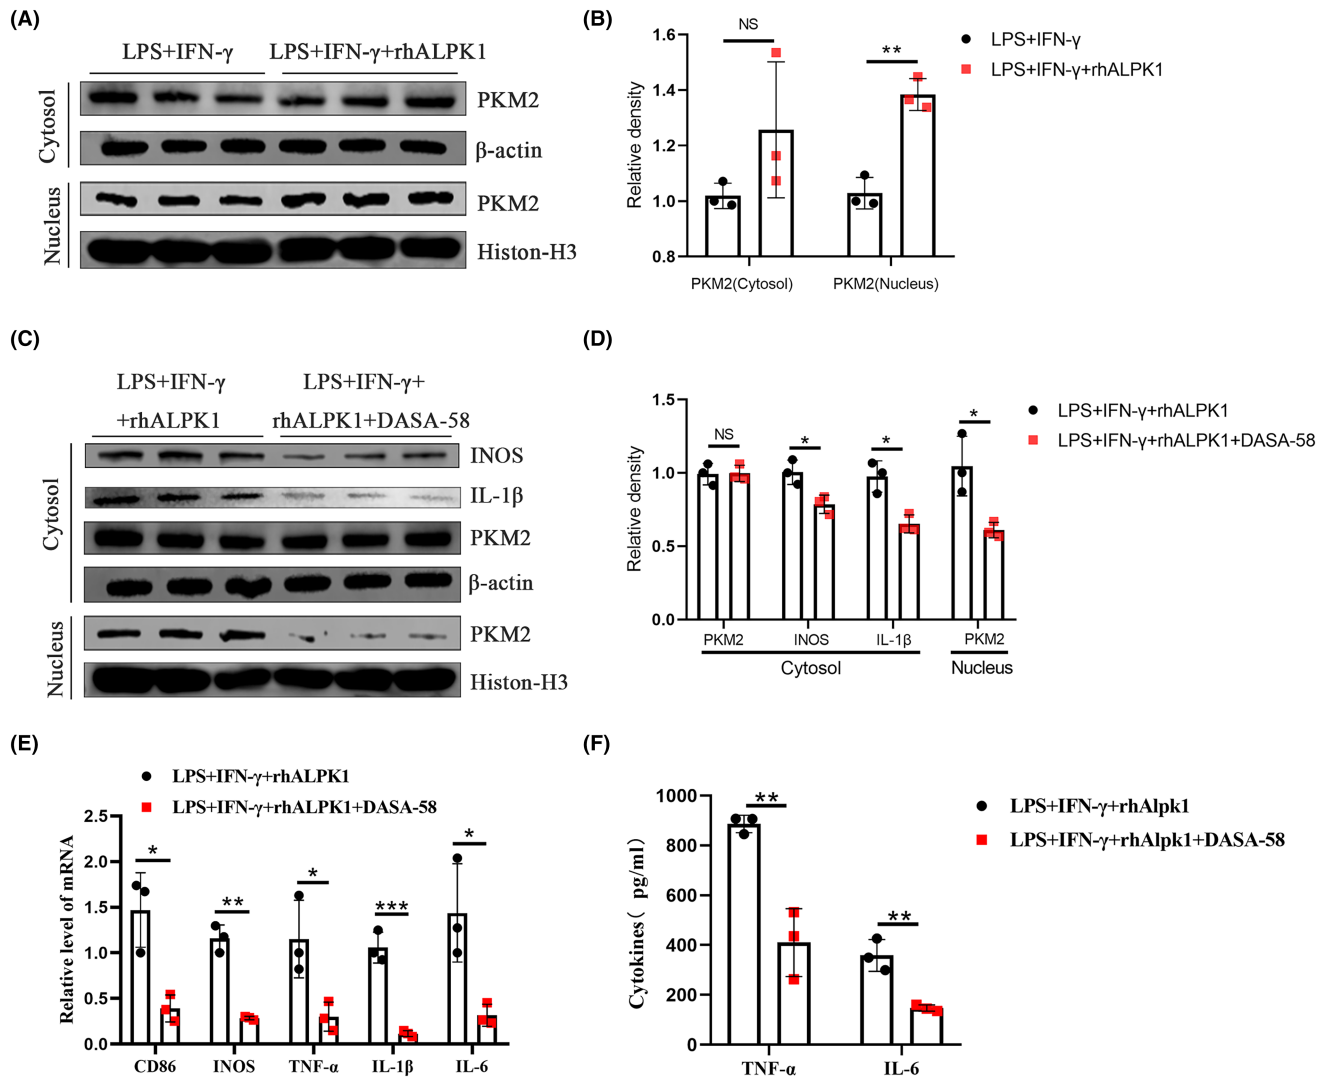 (A)
LPS+IFN-γ
LPS+IFN-γ+rhALPK1
Cytosol
PKM2
β-actin
Nucleus
PKM2
Histon-H3
(B)
Relative density
1.6
1.4
1.2
1.0
0.8
NS
**
PKM2(Cytosol)
PKM2(Nucleus)
LPS+IFN-γ
LPS+IFN-γ+rhALPK1
(C)
LPS+IFN-γ
+rhALPK1
LPS+IFN-γ+
rhALPK1+DASA-58
Cytosol
INOS
IL-1β
PKM2
β-actin
Nucleus
PKM2
Histon-H3
(D)
Relative density
1.5
1.0
0.5
0.0
NS
*
*
*
PKM2
INOS
IL-1β
PKM2
Cytosol
Nucleus
LPS+IFN-γ+rhALPK1
LPS+IFN-γ+rhALPK1+DASA-58
(E)
LPS+IFN-γ+rhALPK1
LPS+IFN-γ+rhALPK1+DASA-58
Relative level of mRNA
2.5
2.0
1.5
1.0
0.5
0.0
*
**
*
***
*
CD86
INOS
TNF-α
IL-1β
IL-6
(F)
Cytokines( pg/ml)
1000
800
600
400
200
0
**
**
TNF-α
IL-6
LPS+IFN-γ+rhAlpk1
LPS+IFN-γ+rhAlpk1+DASA-58